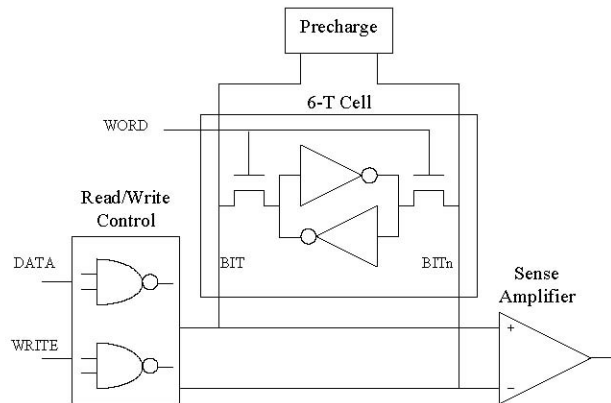 Precharge
6-T Cell
WORD
Read/Write
Control
DATA
BIT
BITn
Sense
Amplifier
WRITE
+
−